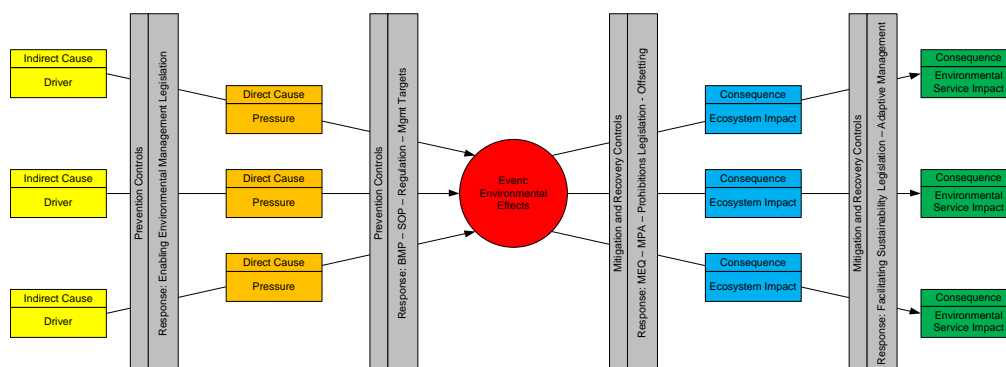 Indirect Cause
Driver
Indirect Cause
Driver
Indirect Cause
Driver
Prevention Controls
Response: Enabling Environmental Management Legislation
Direct Cause
Pressure
Direct Cause
Pressure
Direct Cause
Pressure
Prevention Controls
Response: BMP – SOP – Regulation – Mgmt Targets
Event:
Environmental
Effects
Mitigation and Recovery Controls
Response: MEQ – MPA – Prohibitions Legislation - Offsetting
Consequence
Ecosystem Impact
Consequence
Ecosystem Impact
Consequence
Ecosystem Impact
Mitigation and Recovery Controls
Response: Facilitating Sustainability Legislation – Adaptive Management
Consequence
Environmental
Service Impact
Consequence
Environmental
Service Impact
Consequence
Environmental
Service Impact